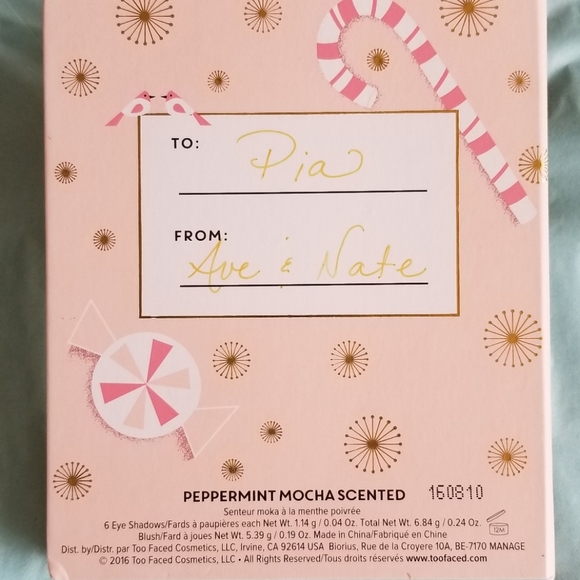 TO: Pia
FROM: Ave & Nate
PEPPERMINT MOCHA SCENTED 160810
Senteur moka à la menthe poivrée
6 Eye Shadows/Fards à paupières each Net Wt. 1.14 g/ 0.04 Oz. Total Net Wt. 6.84 g / 0.24 Oz.
Blush/Fard à joues Net Wt. 5.39 g / 0.19 Oz. Made in China/Fabriqué en Chine 12M
Dist. by/Distr. par Too Faced Cosmetics, LLC, Irvine, CA 92614 USA Biorius, Rue de la Croyere 10A, BE-7170 MANAGE
© 2016 Too Faced Cosmetics, LLC • All Rights Reserved/Tous droits réservés www.toofaced.com